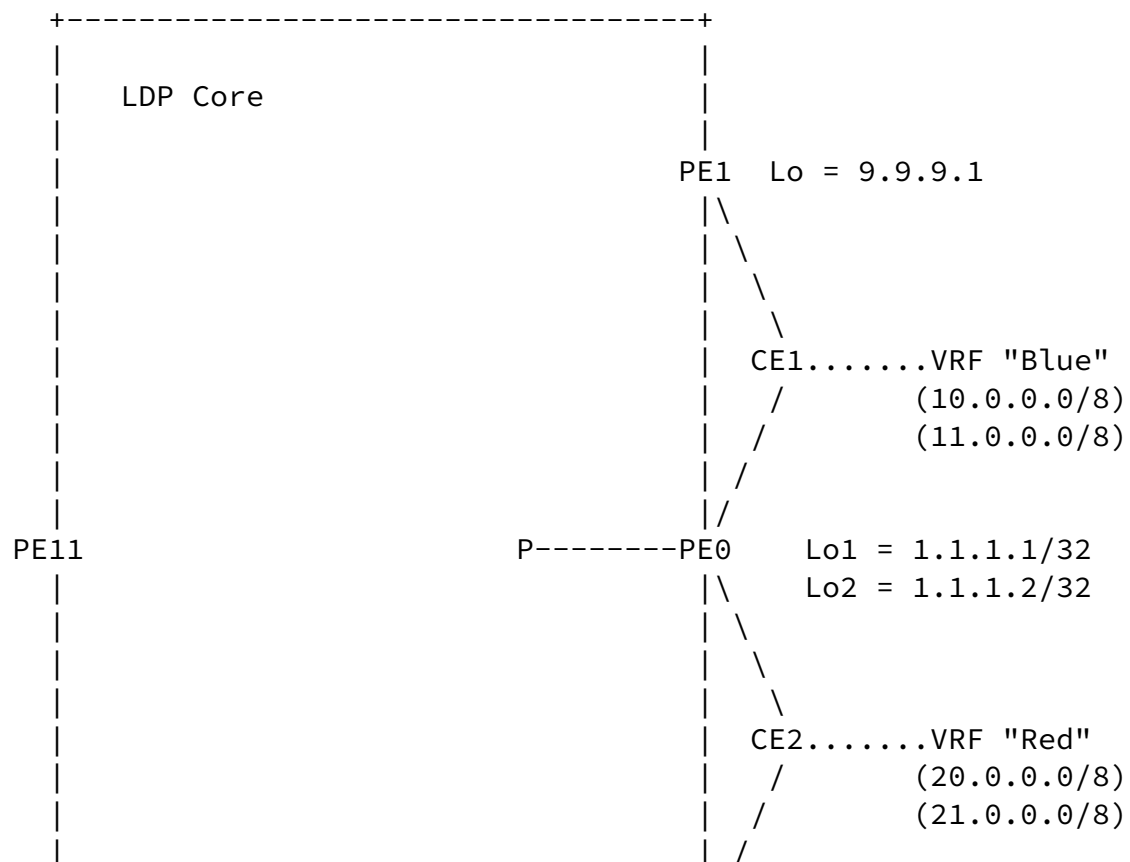 LDP Core
PE1 Lo = 9.9.9.1
CE1.......VRF "Blue"
(10.0.0.0/8)
(11.0.0.0/8)
PE11 P--------PE0 Lo1 = 1.1.1.1/32
Lo2 = 1.1.1.2/32
CE2.......VRF "Red"
(20.0.0.0/8)
(21.0.0.0/8)